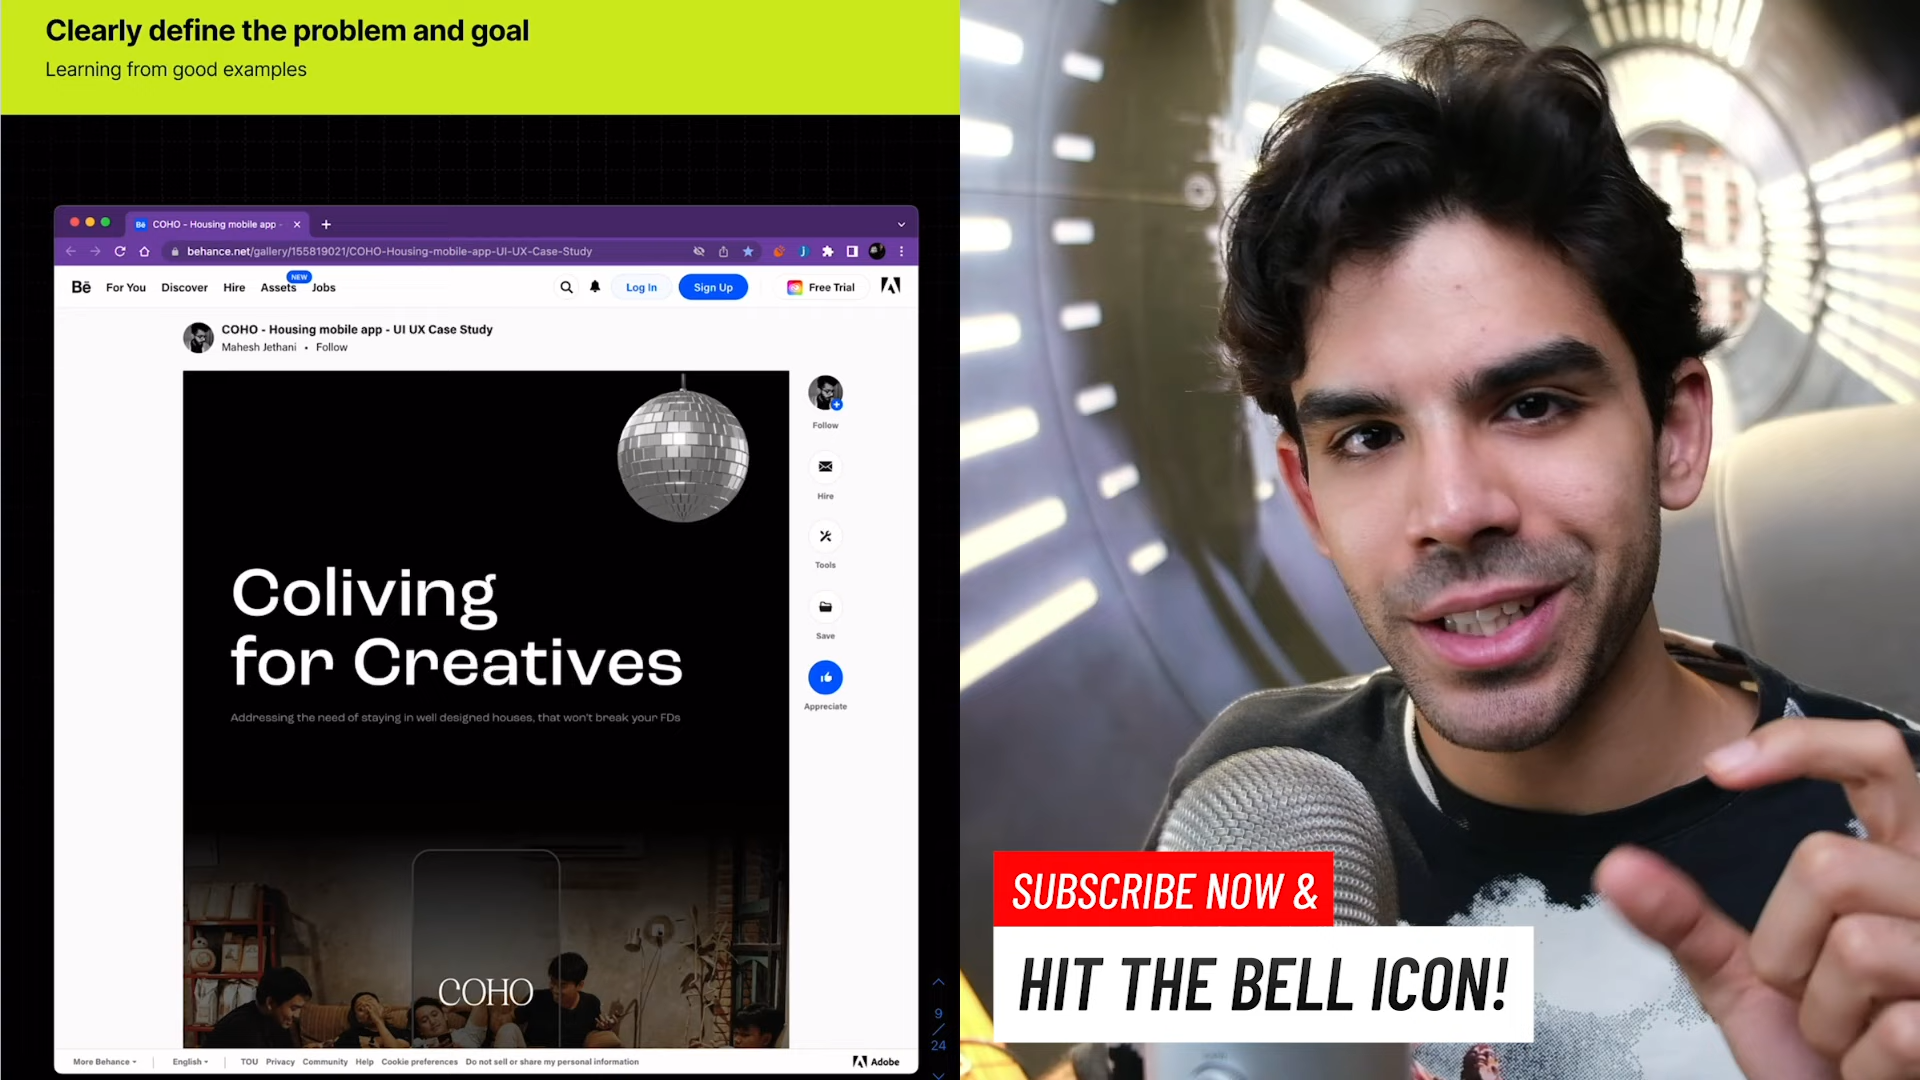 Clearly define the problem and goal
Learning from good examples
Bē COHO - Housing mobile app -
behance.net/gallery/155819021/COHO-Housing-mobile-app-UI-UX-Case-Study
NEW
Bē For You Discover Hire Assets Jobs Log In Sign Up Free Trial
COHO - Housing mobile app - UI UX Case Study
Mahesh Jethani • Follow
Follow
Hire
Tools
Save
Appreciate
Coliving
for Creatives
Addressing the need of staying in well designed houses, that won't break your FDs
COHO
More Behance English TOU Privacy Community Help Cookie preferences Do not sell or share my personal information Adobe
9
/
24
SUBSCRIBE NOW &
HIT THE BELL ICON!